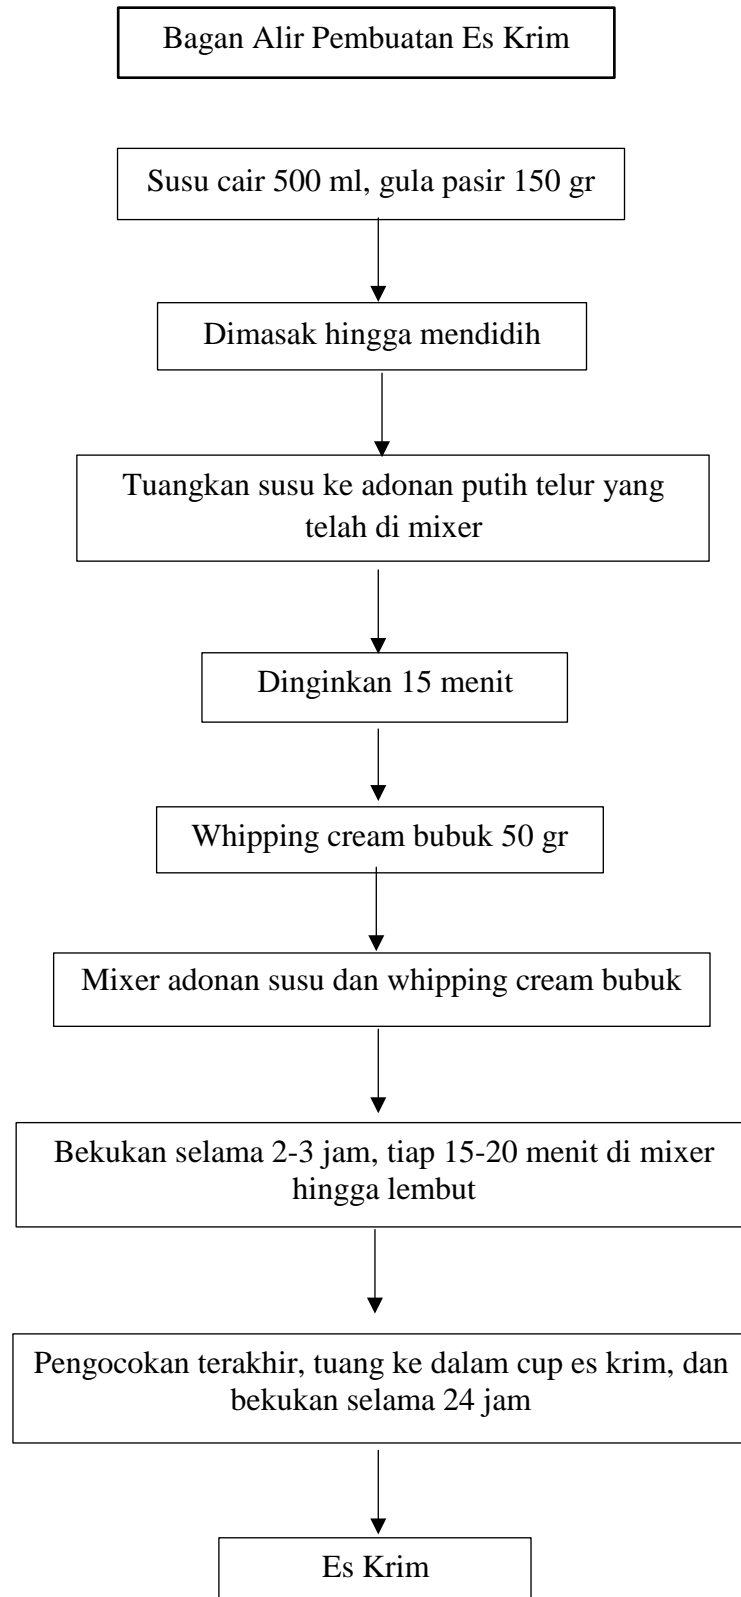 Bagan Alir Pembuatan Es Krim
Susu cair 500 ml, gula pasir 150 gr
Dimasak hingga mendidih
Tuangkan susu ke adonan putih telur yang
telah di mixer
Dinginkan 15 menit
Whipping cream bubuk 50 gr
Mixer adonan susu dan whipping cream bubuk
Bekukan selama 2-3 jam, tiap 15-20 menit di mixer
hingga lembut
Pengocokan terakhir, tuang ke dalam cup es krim, dan
bekukan selama 24 jam
Es Krim